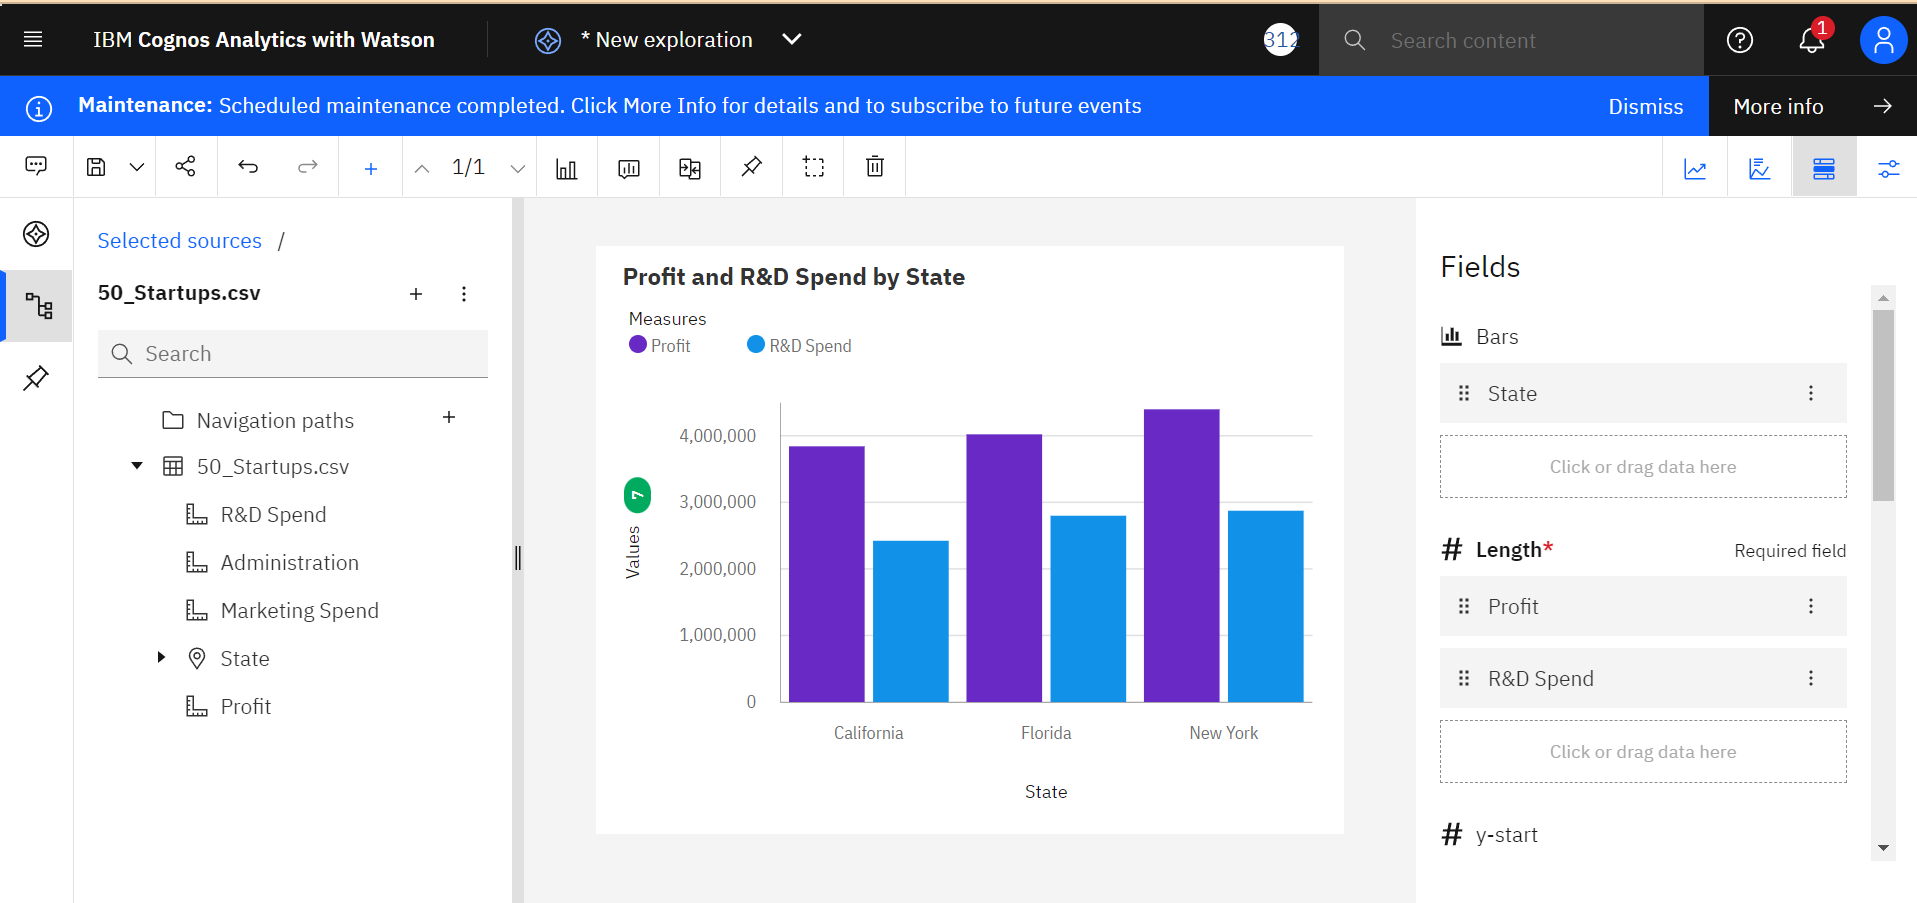 IBM Cognos Analytics with Watson
* New exploration
312
Search content
1
Maintenance: Scheduled maintenance completed. Click More Info for details and to subscribe to future events
Dismiss
More info
1/1
Selected sources /
50_Startups.csv
Search
Navigation paths
50_Startups.csv
R&D Spend
Administration
Marketing Spend
State
Profit
Profit and R&D Spend by State
Measures
Profit
R&D Spend
4,000,000
3,000,000
2,000,000
1,000,000
0
Values
7
California
Florida
New York
State
Fields
Bars
State
Click or drag data here
# Length*
Required field
Profit
R&D Spend
Click or drag data here
# y-start